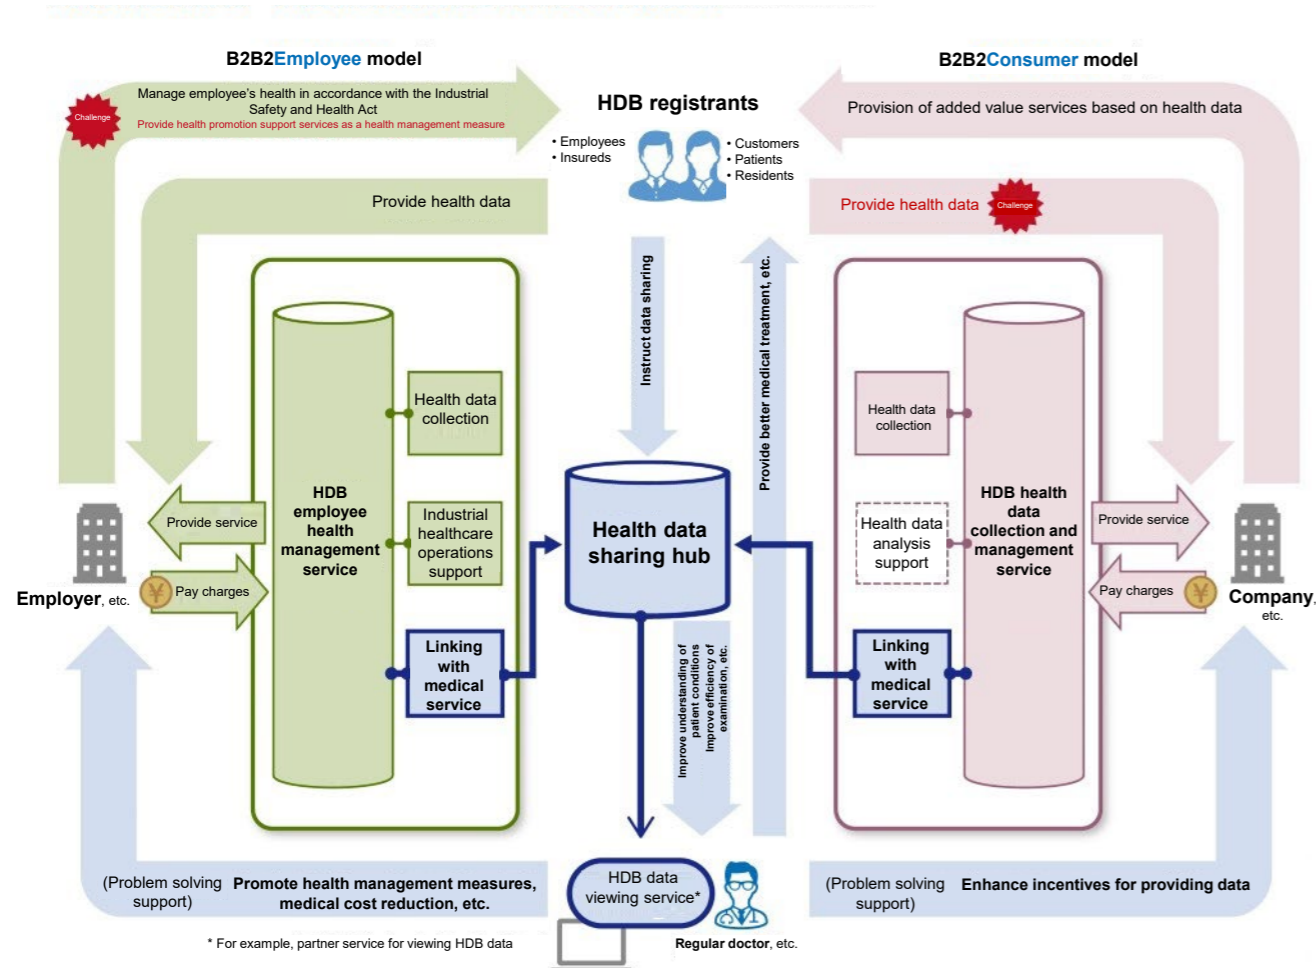 B2B2Employee model
B2B2Consumer model
Challenge
Manage employee's health in accordance with the Industrial
Safety and Health Act
Provide health promotion support services as a health management measure
HDB registrants
• Employees
• Insureds
• Customers
• Patients
• Residents
Provision of added value services based on health data
Provide health data
Provide health data
Challenge
Instruct data sharing
Provide better medical treatment, etc.
Health data
collection
HDB
employee
health
management
service
Industrial
healthcare
operations
support
Linking
with
medical
service
Provide service
¥
Pay charges
Employer, etc.
Health data
sharing hub
Improve understanding of
patient conditions
Improve efficiency of
examination, etc.
Health data
collection
Health data
analysis
support
Linking
with
medical
service
HDB health
data
collection and
management
service
Provide service
Pay charges
¥
Company,
etc.
(Problem solving
support)
Promote health management measures,
medical cost reduction, etc.
HDB data
viewing service*
Regular doctor, etc.
(Problem solving
support)
Enhance incentives for providing data
* For example, partner service for viewing HDB data